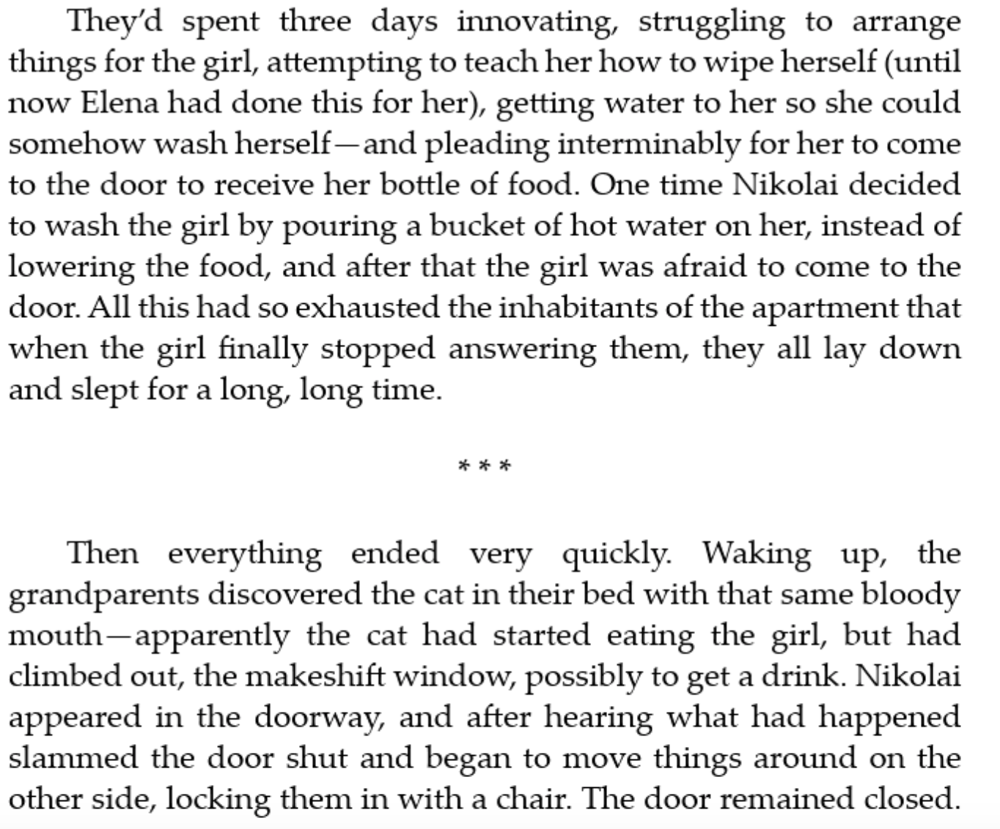 They’d spent three days innovating, struggling to arrange
things for the girl, attempting to teach her how to wipe herself (until
now Elena had done this for her), getting water to her so she could
somehow wash herself—and pleading interminably for her to come
to the door to receive her bottle of food. One time Nikolai decided
to wash the girl by pouring a bucket of hot water on her, instead of
lowering the food, and after that the girl was afraid to come to the
door. All this had so exhausted the inhabitants of the apartment that
when the girl finally stopped answering them, they all lay down
and slept for a long, long time.
***
Then everything ended very quickly. Waking up, the
grandparents discovered the cat in their bed with that same bloody
mouth—apparently the cat had started eating the girl, but had
climbed out, the makeshift window, possibly to get a drink. Nikolai
appeared in the doorway, and after hearing what had happened
slammed the door shut and began to move things around on the
other side, locking them in with a chair. The door remained closed.